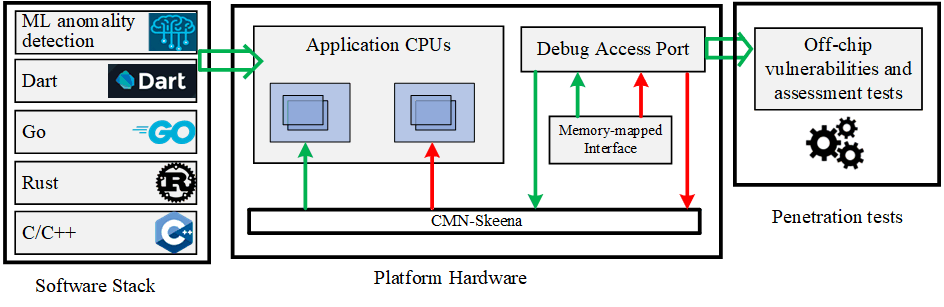 ML anomality
detection
Dart
Dart
Go
GO
Rust
R
C/C++
C++
Software Stack
Application CPUs
Debug Access Port
Memory-mapped
Interface
CMN-Skeena
Platform Hardware
Off-chip
vulnerabilities and
assessment tests
Penetration tests